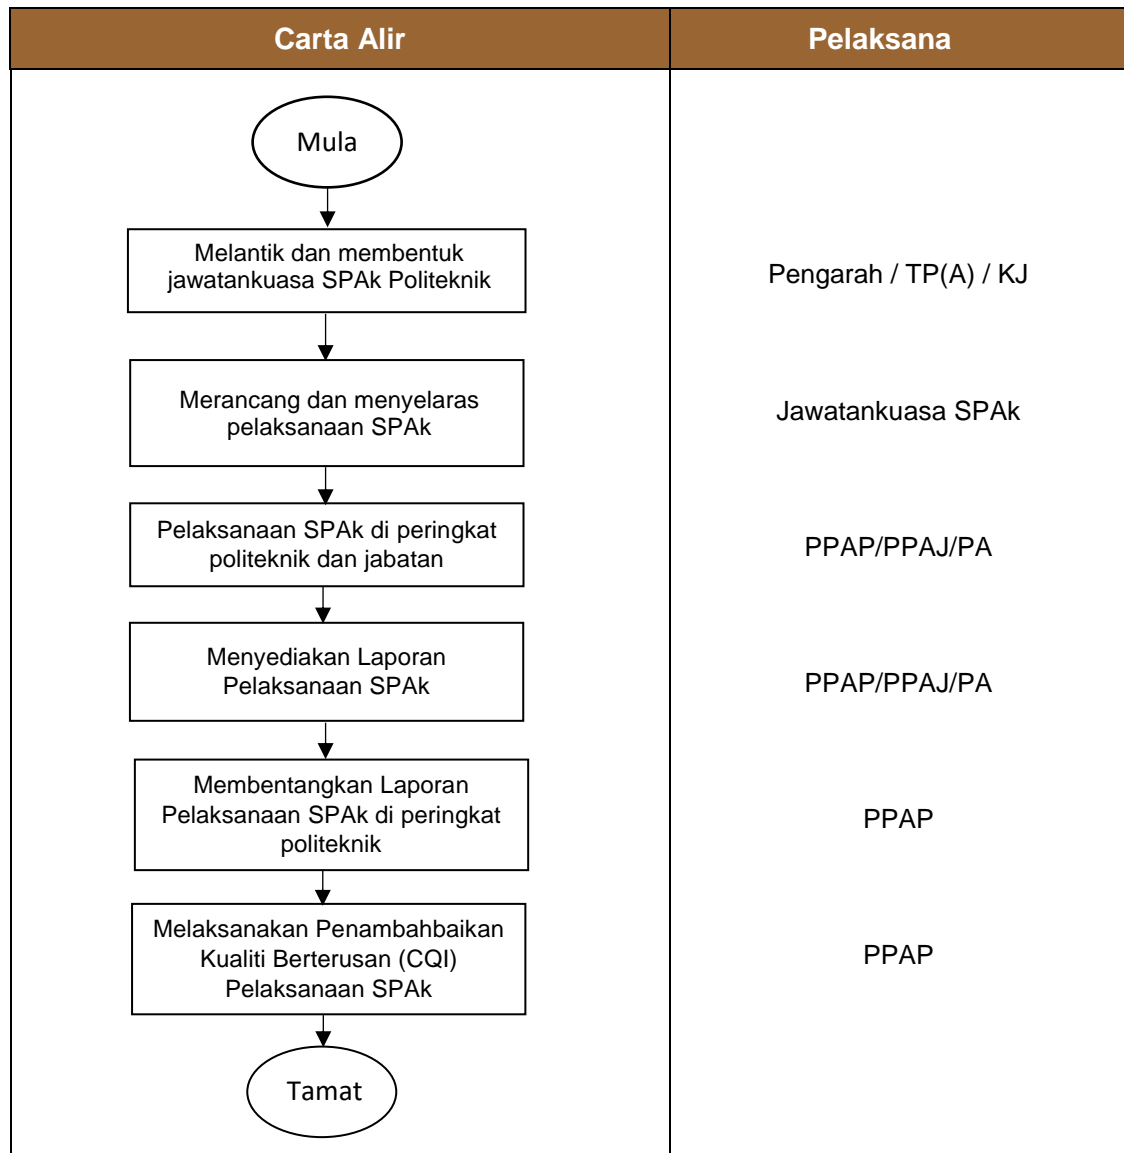 Carta Alir
Pelaksana
Mula
Melantik dan membentuk
jawatankuasa SPAk Politeknik
Pengarah / TP(A) / KJ
Merancang dan menyelaras
pelaksanaan SPAk
Jawatankuasa SPAk
Pelaksanaan SPAk di peringkat
politeknik dan jabatan
PPAP/PPAJ/PA
Menyediakan Laporan
Pelaksanaan SPAk
PPAP/PPAJ/PA
Membentangkan Laporan
Pelaksanaan SPAk di peringkat
politeknik
PPAP
Melaksanakan Penambahbaikan
Kualiti Berterusan (CQI)
Pelaksanaan SPAk
PPAP
Tamat